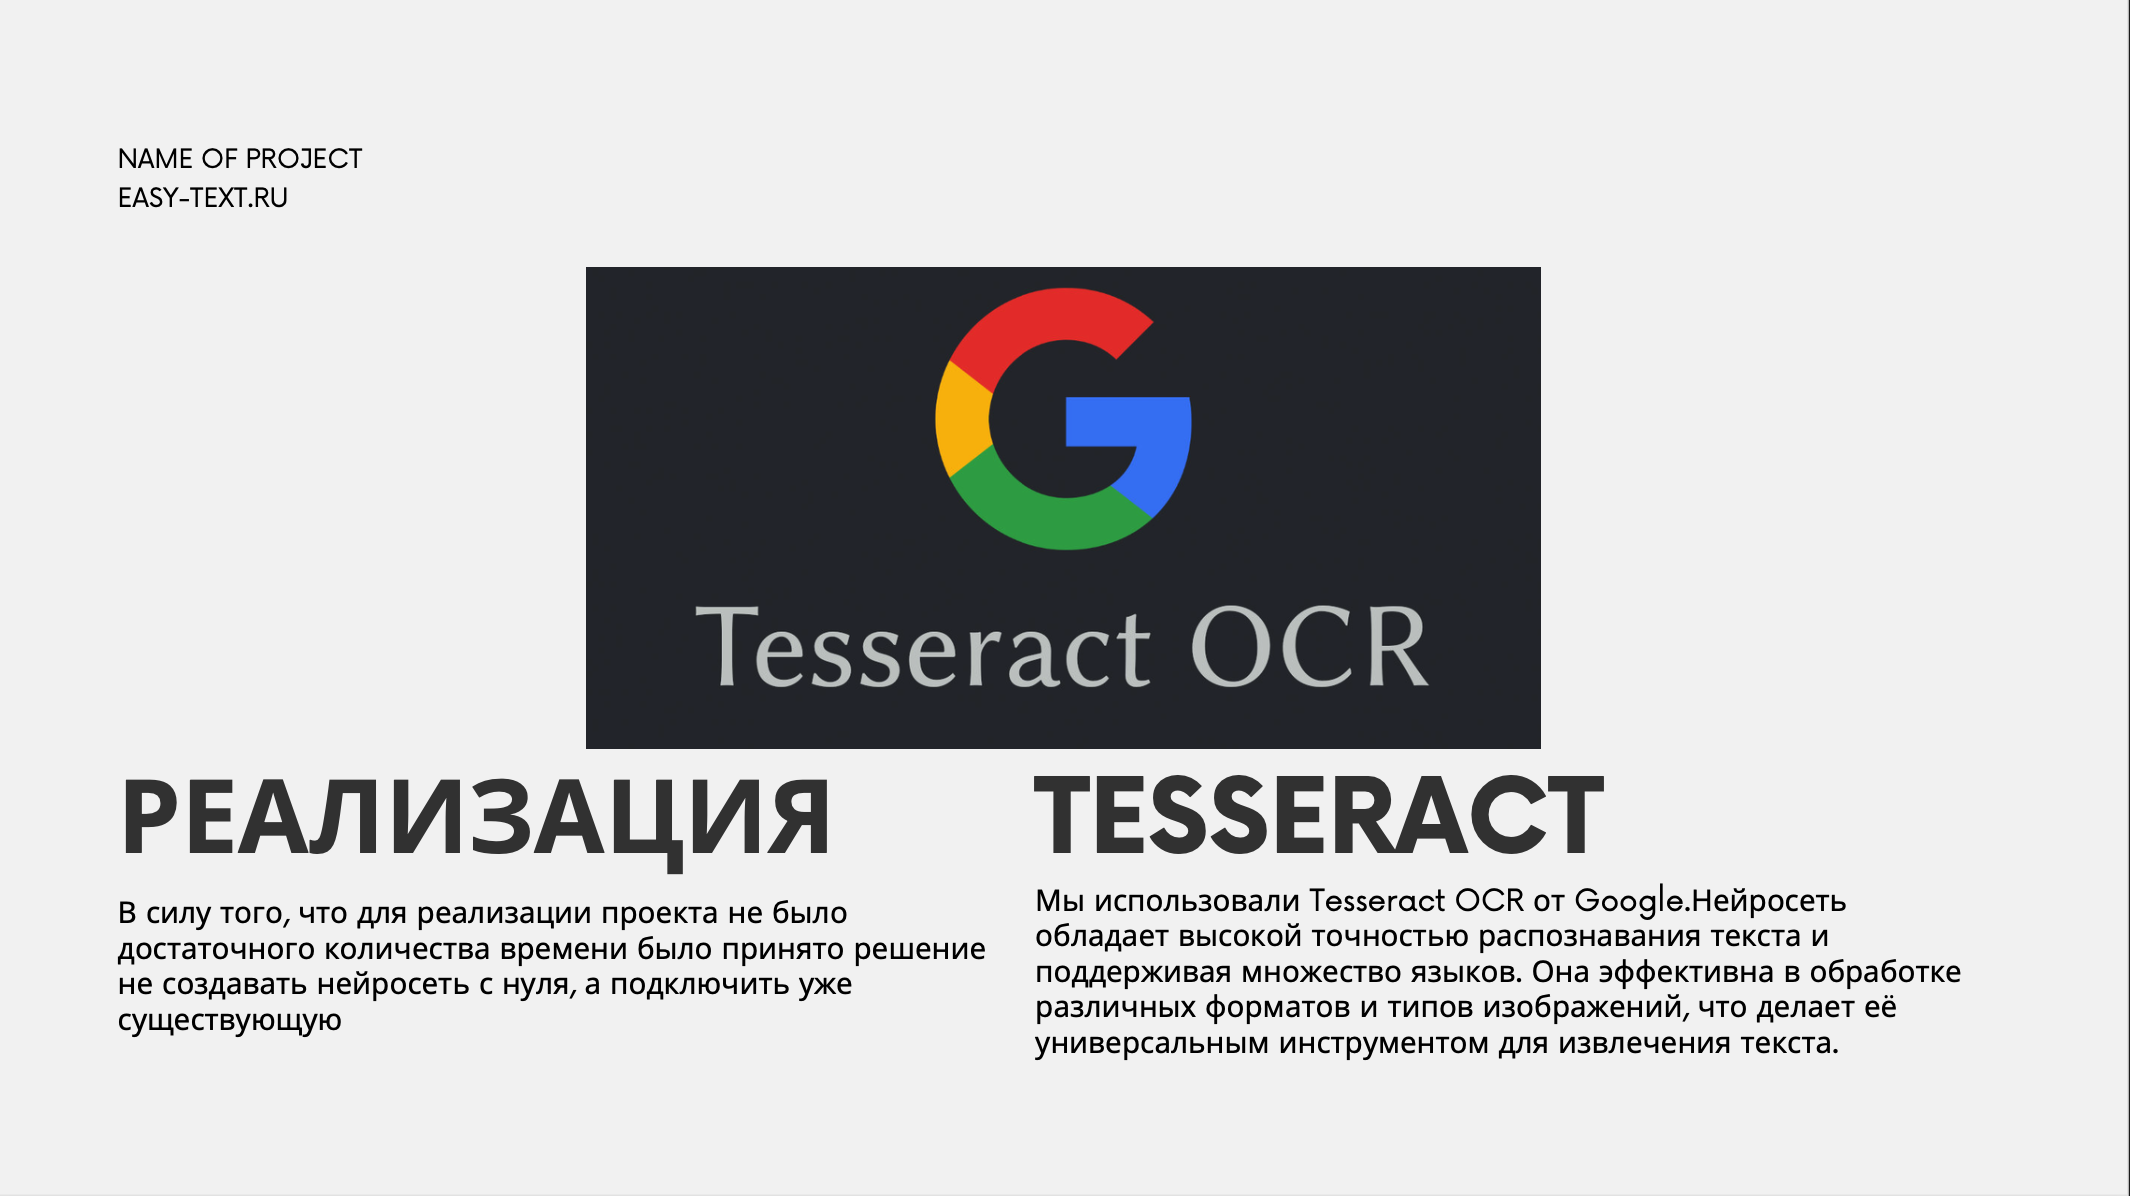 NAME OF PROJECT
EASY-TEXT.RU
Tesseract OCR
РЕАЛИЗАЦИЯ
В силу того, что для реализации проекта не было
достаточного количества времени было принято решение
не создавать нейросеть с нуля, а подключить уже
существующую
TESSERACT
Мы использовали Tesseract OCR от Google.Нейросеть
обладает высокой точностью распознавания текста и
поддерживая множество языков. Она эффективна в обработке
различных форматов и типов изображений, что делает её
универсальным инструментом для извлечения текста.